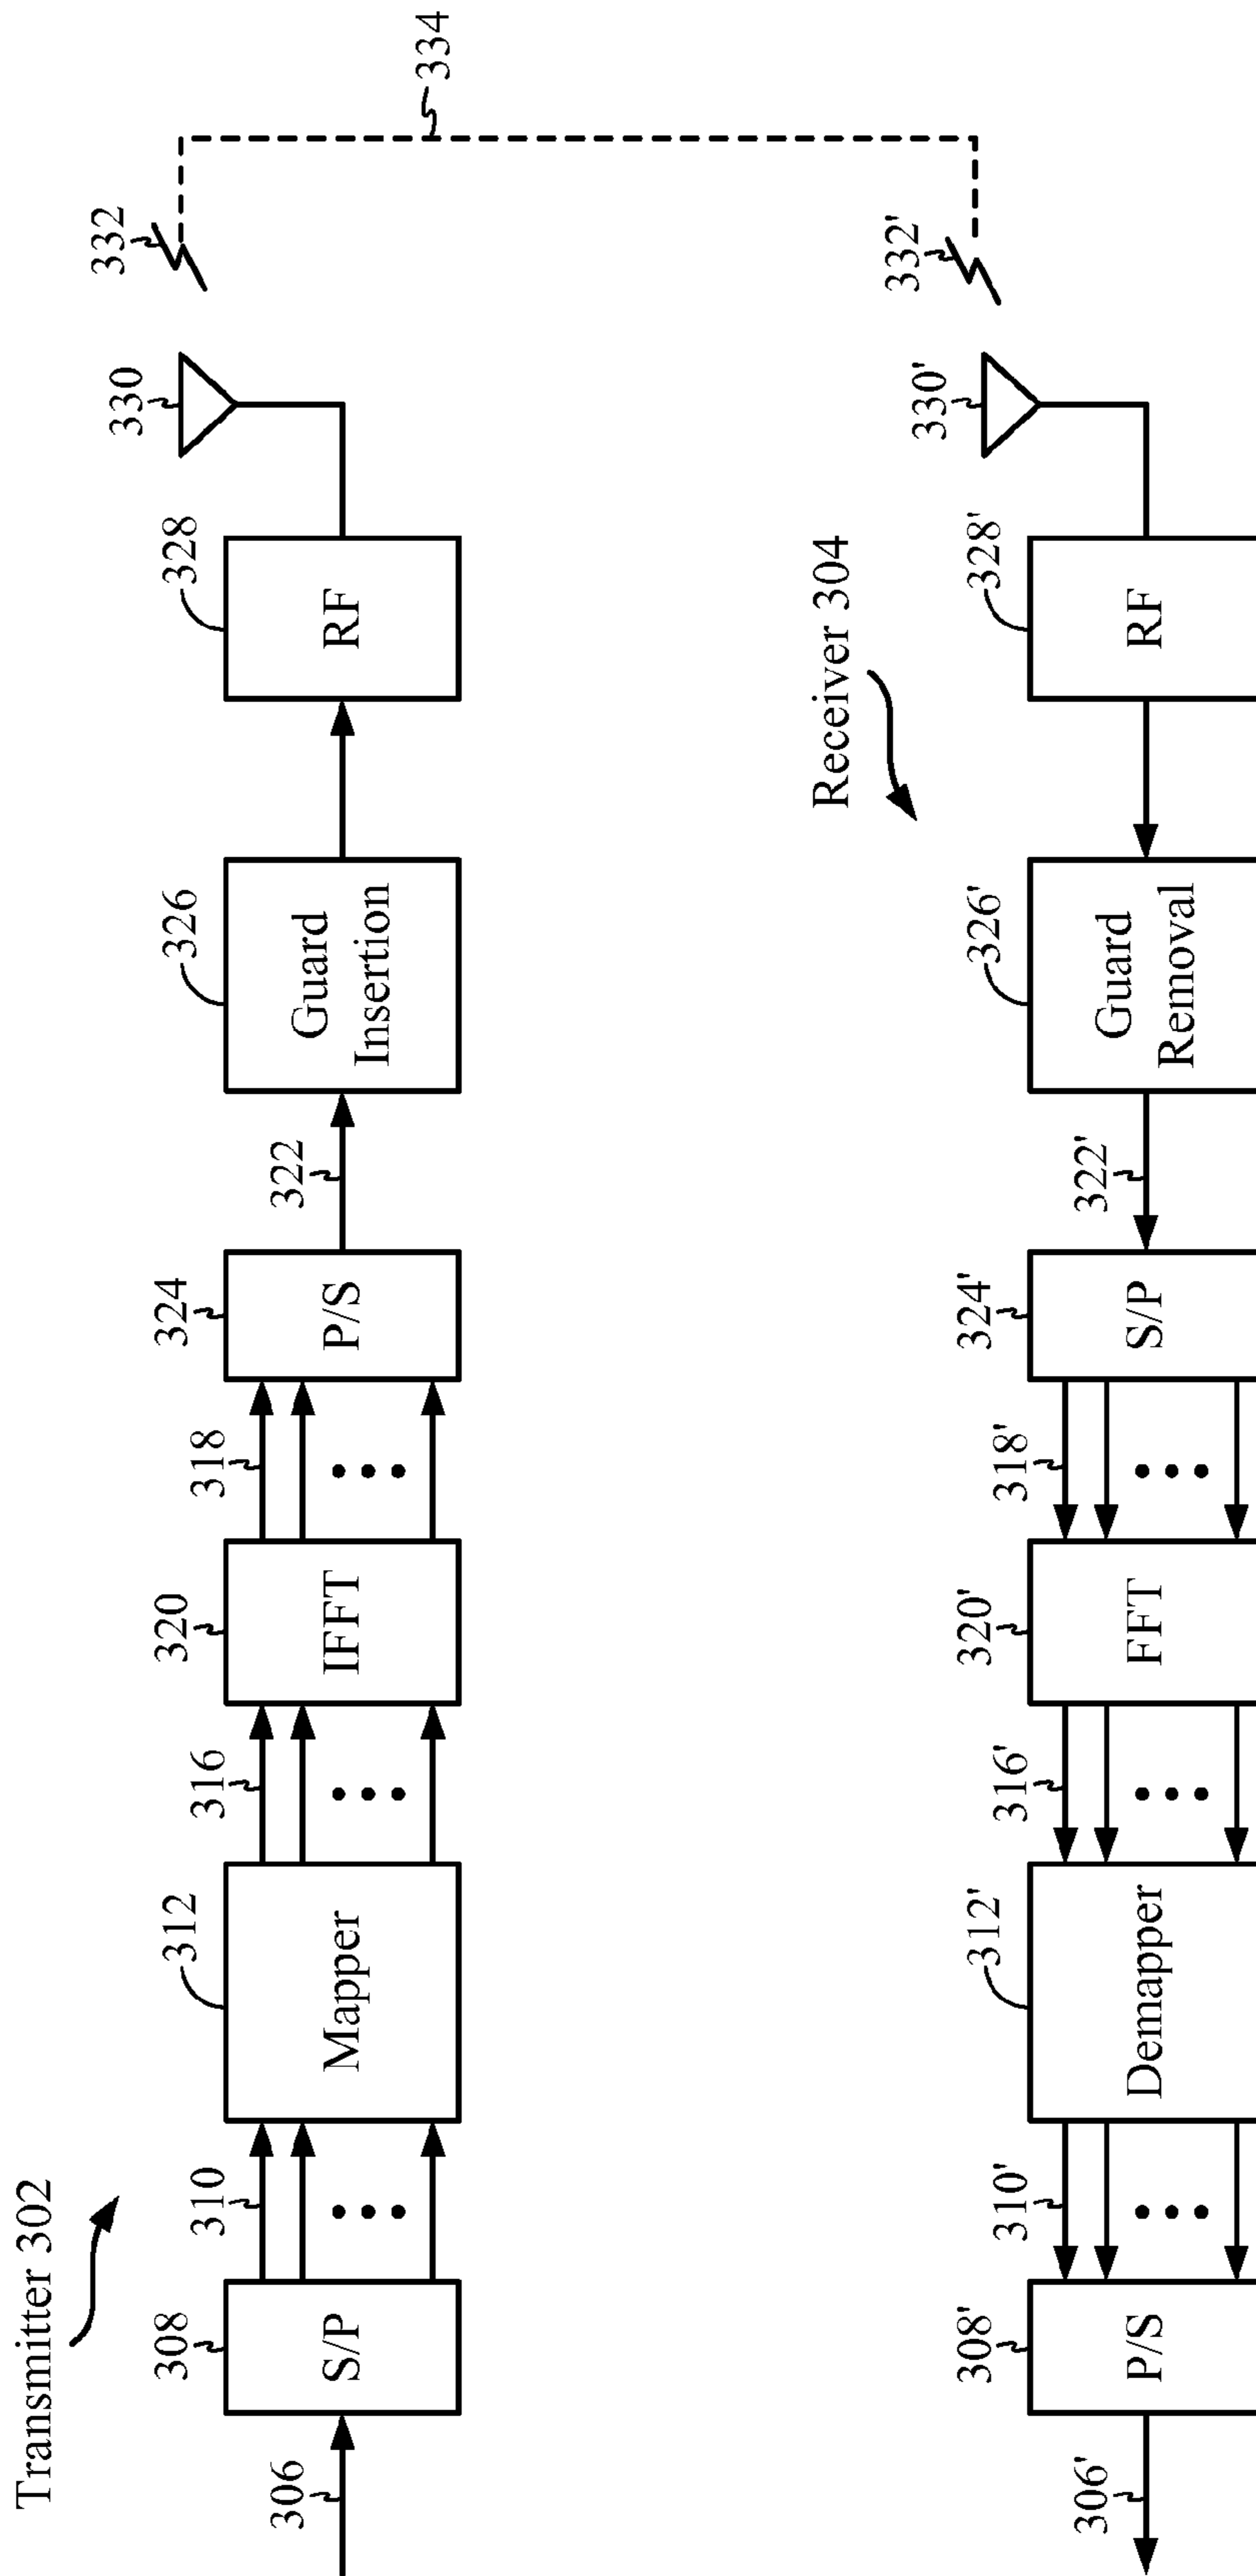 Transmitter 302
306
308
S/P
310
312
Mapper
316
320
IFFT
318
324
P/S
322
326
Guard
Insertion
328
RF
330
332
334
Receiver 304
306'
308'
P/S
310'
312'
Demapper
316'
320'
FFT
318'
324'
S/P
322'
326'
Guard
Removal
328'
RF
330'
332'